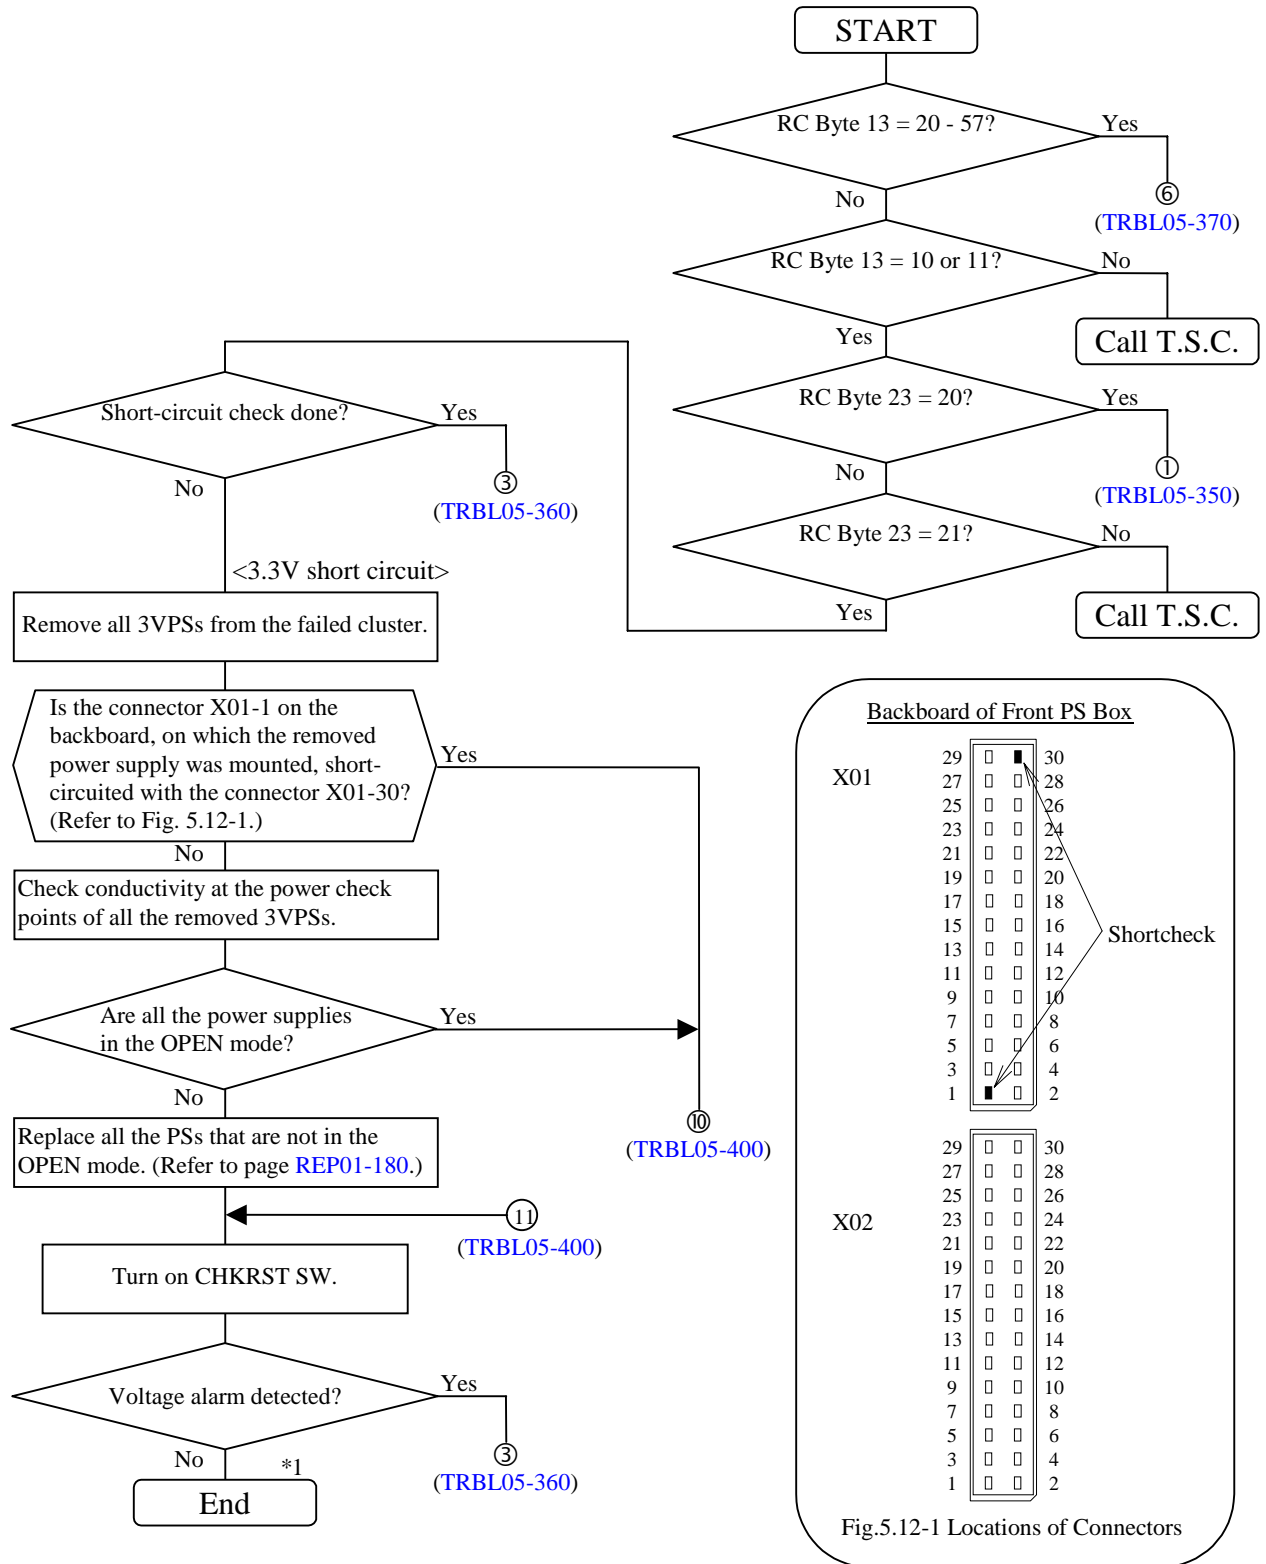 START
RC Byte 13 = 20 - 57?
Yes
⑥
(TRBL05-370)
No
RC Byte 13 = 10 or 11?
No
Call T.S.C.
Yes
RC Byte 23 = 20?
Yes
①
(TRBL05-350)
No
RC Byte 23 = 21?
No
Call T.S.C.
Yes
Short-circuit check done?
Yes
③
(TRBL05-360)
No
<3.3V short circuit>
Remove all 3VPSs from the failed cluster.
Is the connector X01-1 on the
backboard, on which the removed
power supply was mounted, short-
circuited with the connector X01-30?
(Refer to Fig. 5.12-1.)
Yes
No
Check conductivity at the power check
points of all the removed 3VPSs.
Are all the power supplies
in the OPEN mode?
Yes
⑩
(TRBL05-400)
No
Replace all the PSs that are not in the
OPEN mode. (Refer to page REP01-180.)
11
(TRBL05-400)
Turn on CHKRST SW.
Voltage alarm detected?
Yes
③
(TRBL05-360)
No
*1
End
Backboard of Front PS Box
X01
29 30
27 28
25 26
23 24
21 22
19 20
17 18
15 16
13 14
11 12
9 10
7 8
5 6
3 4
1 2
Shortcheck
X02
29 30
27 28
25 26
23 24
21 22
19 20
17 18
15 16
13 14
11 12
9 10
7 8
5 6
3 4
1 2
Fig.5.12-1 Locations of Connectors